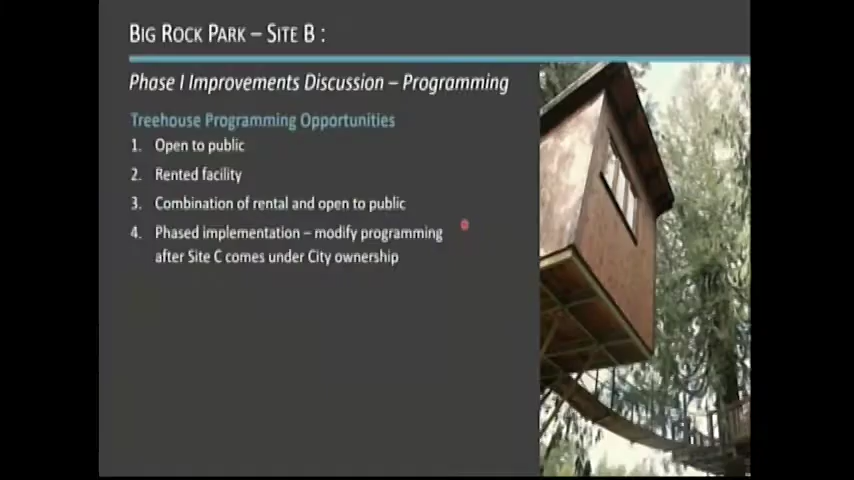 BIG ROCK PARK – SITE B :
Phase I Improvements Discussion – Programming
Treehouse Programming Opportunities
1. Open to public
2. Rented facility
3. Combination of rental and open to public
4. Phased implementation – modify programming
after Site C comes under City ownership